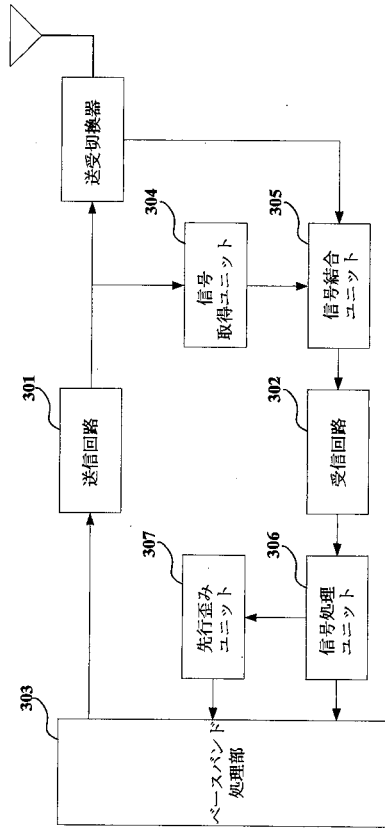 303
ベースバンド
処理部
301
送信回路
送受切換器
304
信号
取得ユニット
307
先行歪み
ユニット
306
信号処理
ユニット
302
受信回路
305
信号結合
ユニット